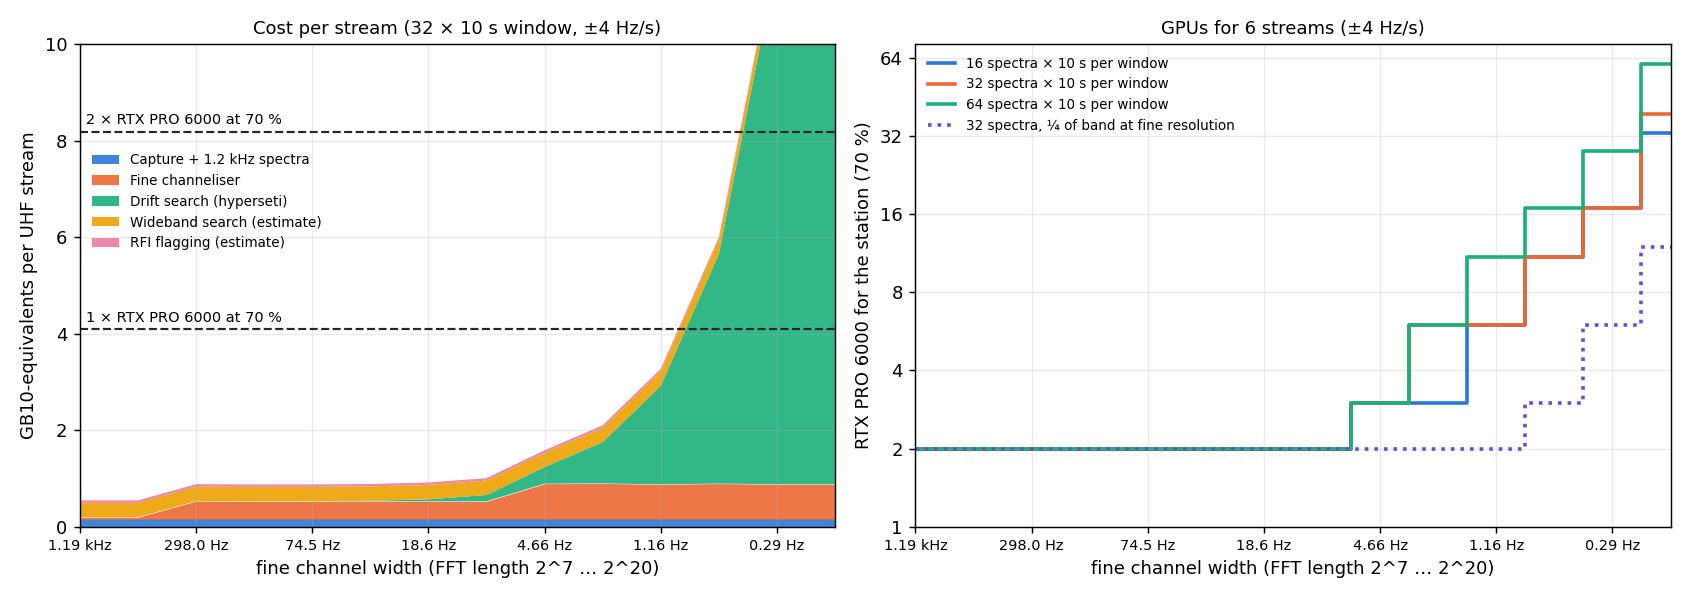 Cost per stream (32 × 10 s window, ±4 Hz/s)
10
8
6
4
2
0
GB10-equivalents per UHF stream
2 × RTX PRO 6000 at 70 %
Capture + 1.2 kHz spectra
Fine channeliser
Drift search (hyperseti)
Wideband search (estimate)
RFI flagging (estimate)
1 × RTX PRO 6000 at 70 %
1.19 kHz
298.0 Hz
74.5 Hz
18.6 Hz
4.66 Hz
1.16 Hz
0.29 Hz
fine channel width (FFT length 2^7 … 2^20)
GPUs for 6 streams (±4 Hz/s)
64
32
16
8
4
2
1
RTX PRO 6000 for the station (70 %)
16 spectra × 10 s per window
32 spectra × 10 s per window
64 spectra × 10 s per window
32 spectra, ¼ of band at fine resolution
1.19 kHz
298.0 Hz
74.5 Hz
18.6 Hz
4.66 Hz
1.16 Hz
0.29 Hz
fine channel width (FFT length 2^7 … 2^20)